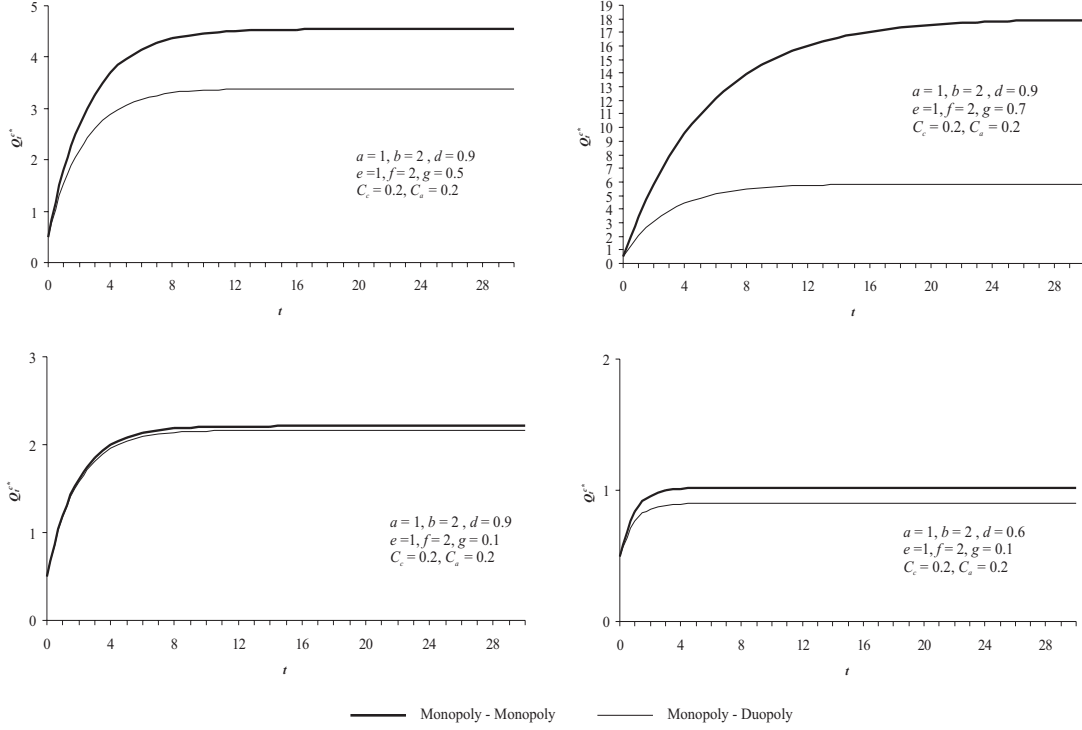 5
4
3
2
1
0
Q_t^{c*}
a = 1, b = 2 , d = 0.9
e =1, f = 2, g = 0.5
C_c = 0.2, C_a = 0.2
0 4 8 12 16 20 24 28
t
19
18
17
16
15
14
13
12
11
10
9
8
7
6
5
4
3
2
1
0
Q_t^{c*}
a = 1, b = 2 , d = 0.9
e =1, f = 2, g = 0.7
C_c = 0.2, C_a = 0.2
0 4 8 12 16 20 24 28
t
3
2
1
0
Q_t^{c*}
a = 1, b = 2 , d = 0.9
e =1, f = 2, g = 0.1
C_c = 0.2, C_a = 0.2
0 4 8 12 16 20 24 28
t
2
1
0
Q_t^{c*}
a = 1, b = 2 , d = 0.6
e =1, f = 2, g = 0.1
C_c = 0.2, C_a = 0.2
0 4 8 12 16 20 24 28
t
Monopoly - Monopoly Monopoly - Duopoly